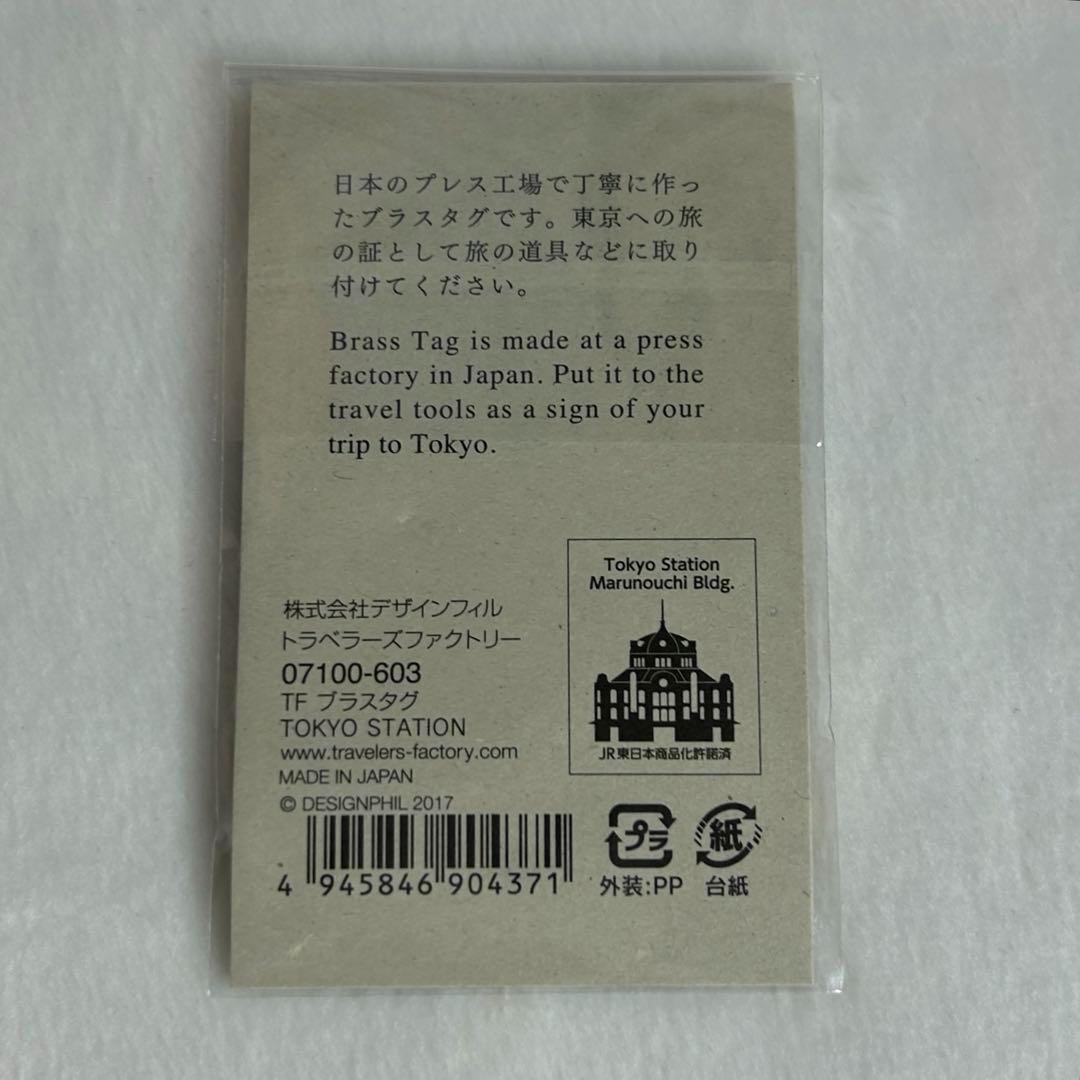 日本のプレス工場で丁寧に作っ
たブラスタグです。東京への旅
の証として旅の道具などに取り
付けてください。
Brass Tag is made at a press
factory in Japan. Put it to the
travel tools as a sign of your
trip to Tokyo.
Tokyo Station
Marunouchi Bldg.
JR東日本商品化許諾済
株式会社デザインフィル
トラベラーズファクトリー
07100-603
TF ブラスタグ
TOKYO STATION
www.travelers-factory.com
MADE IN JAPAN
© DESIGNPHIL 2017
4 945846 904371
プラ
外装:PP
紙
台紙